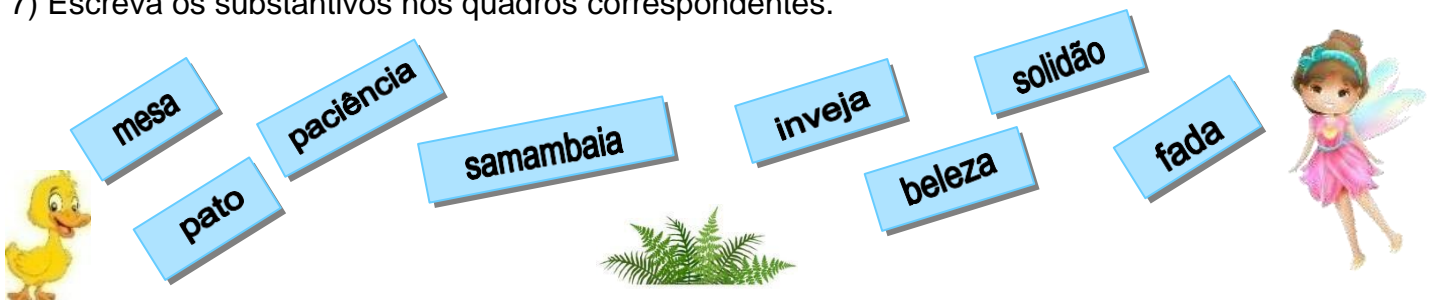 7) Escreva os substantivos nos quadros correspondentes.
mesa
paciência
samambaia
inveja
solidão
pato
beleza
fada